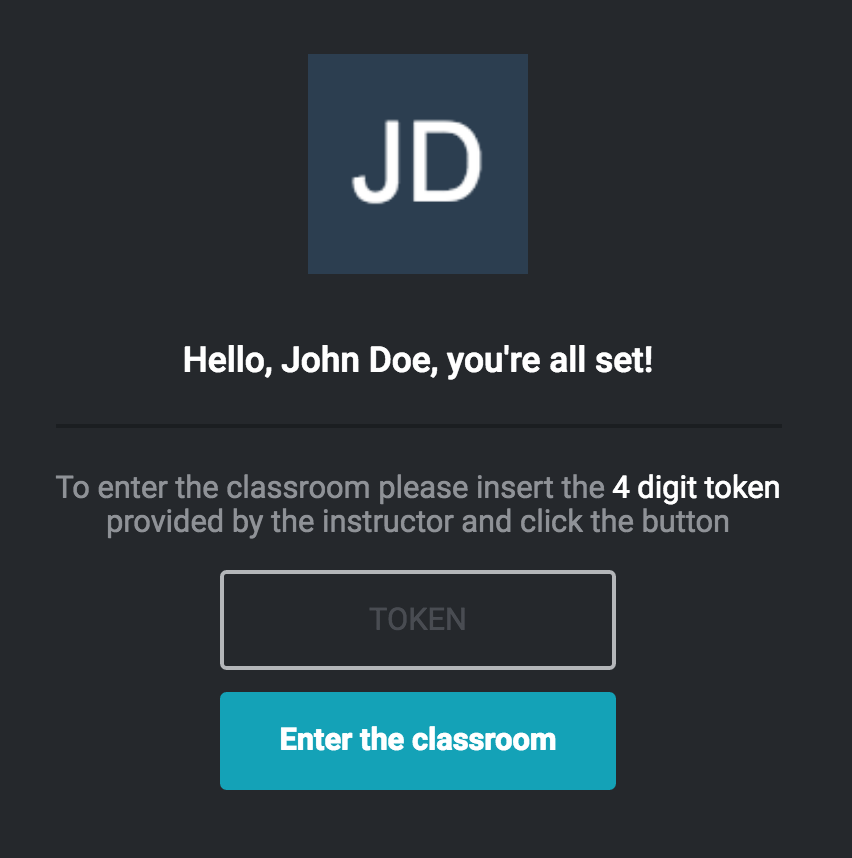 JD
Hello, John Doe, you're all set!
To enter the classroom please insert the 4 digit token
provided by the instructor and click the button
TOKEN
Enter the classroom